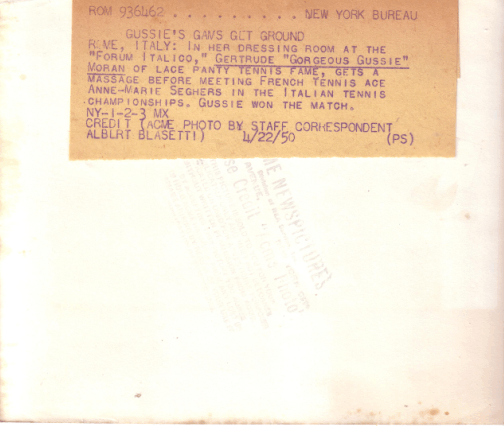 ROM 936462 . . . . . . . . . NEW YORK BUREAU
GUSSIE'S GAMS GET GROUND
ROME, ITALY: IN HER DRESSING ROOM AT THE
"FORUM ITALICO," GERTRUDE "GORGEOUS GUSSIE"
MORAN OF LACE PANTY TENNIS FAME, GETS A
MASSAGE BEFORE MEETING FRENCH TENNIS ACE
ANNE-MARIE SEGHERS IN THE ITALIAN TENNIS
CHAMPIONSHIPS. GUSSIE WON THE MATCH.
NY-1-2-3 MX
CREDIT (ACME PHOTO BY STAFF CORRESPONDENT
ALBERT BLASETTI) 4/22/50 (PS)
NEWSPICTURES
Credit